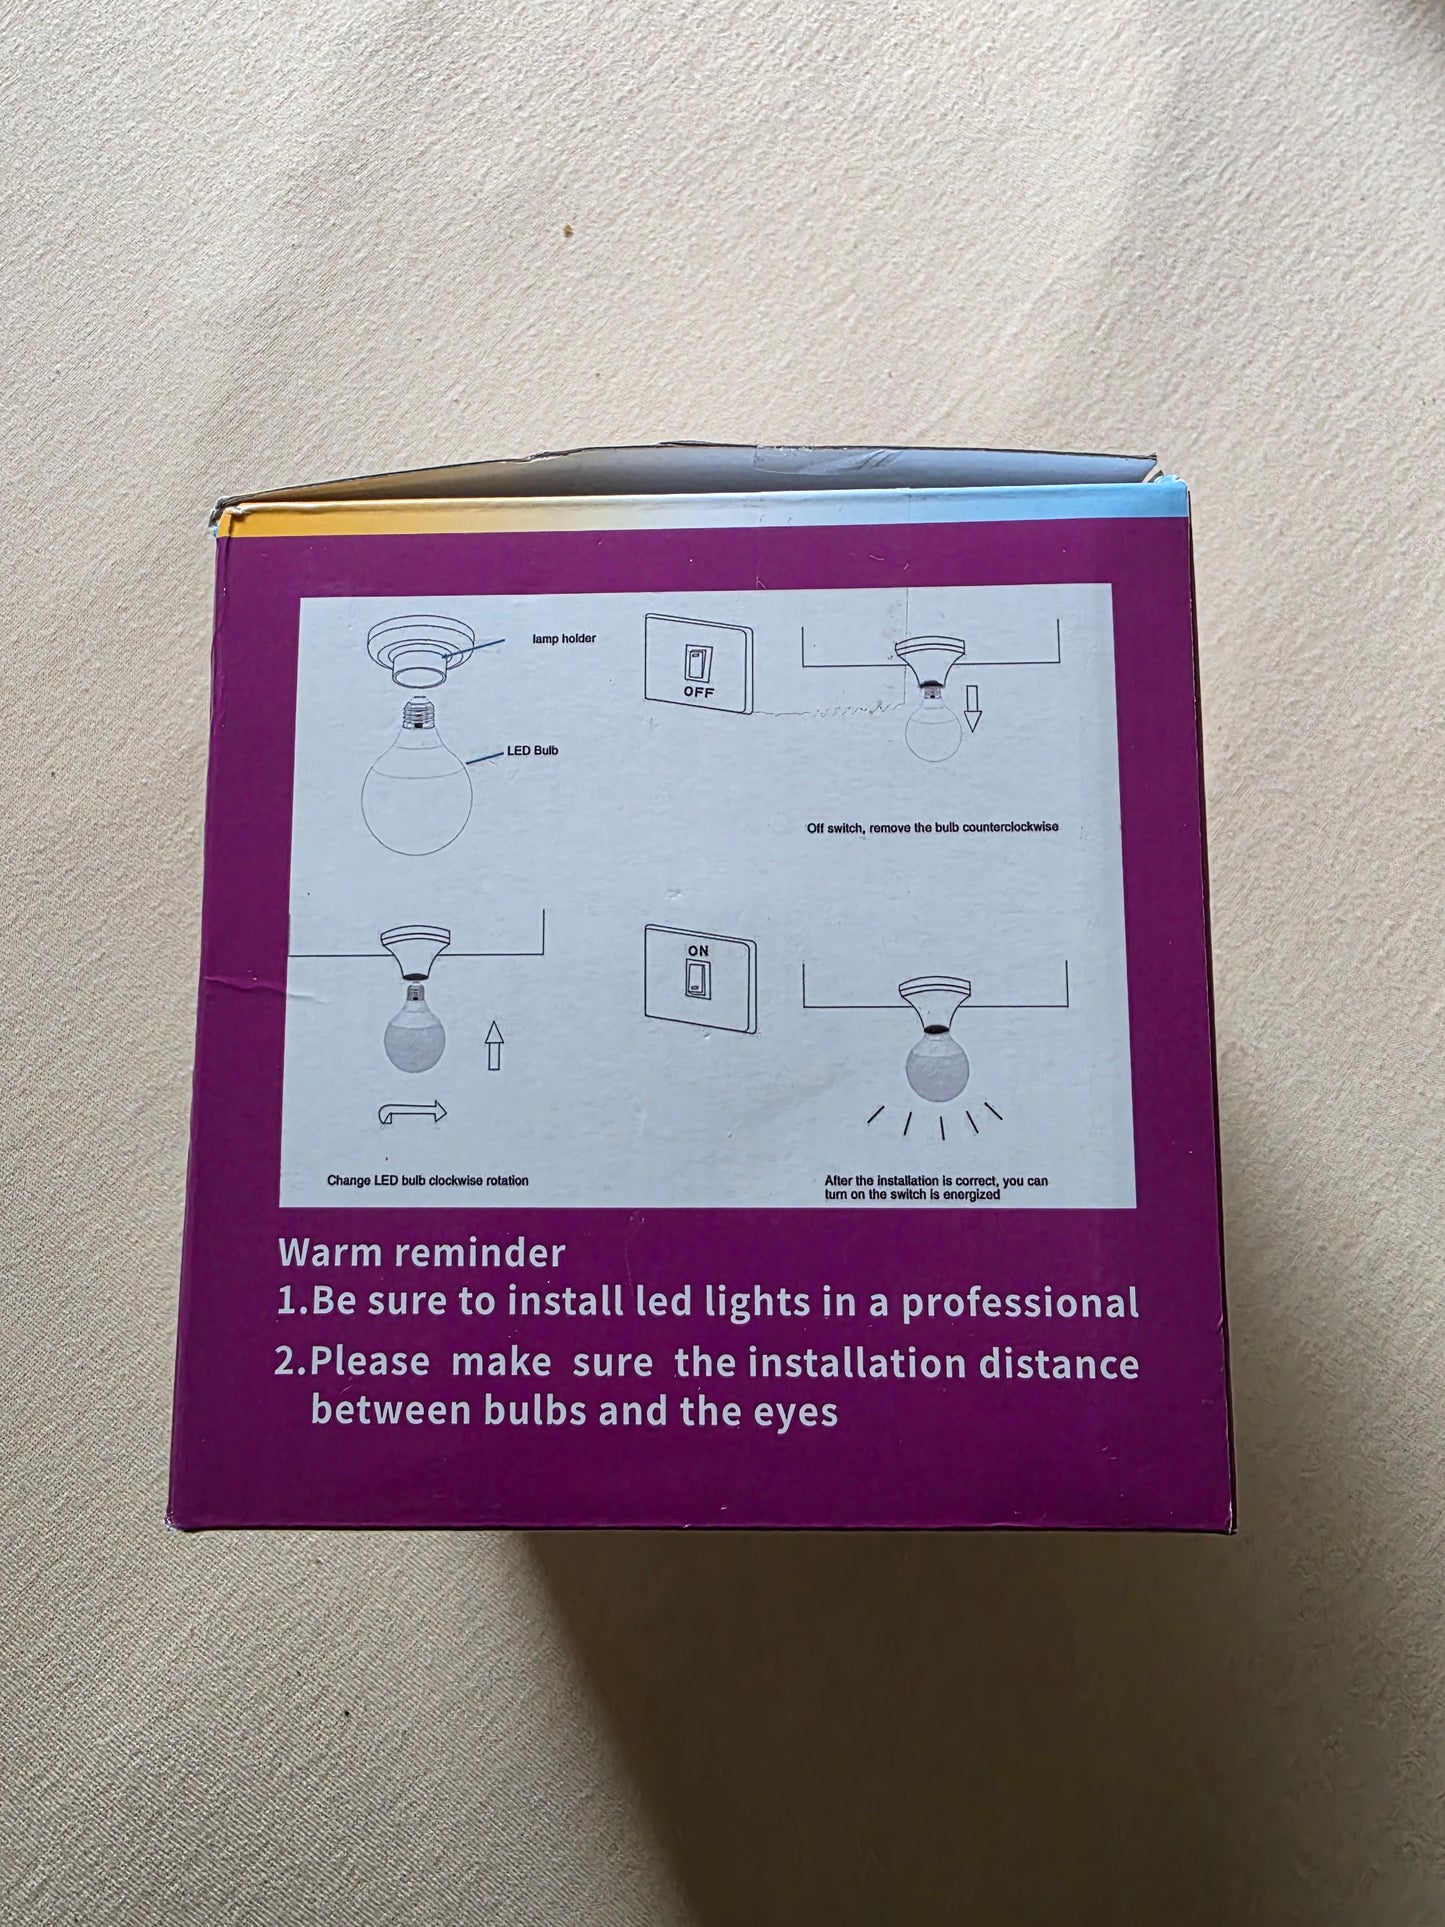 lamp holder
OFF
LED Bulb
Off switch, remove the bulb counterclockwise
ON
Change LED bulb clockwise rotation
After the installation is correct, you can
turn on the switch is energized
Warm reminder
1.Be sure to install led lights in a professional
2.Please make sure the installation distance
between bulbs and the eyes